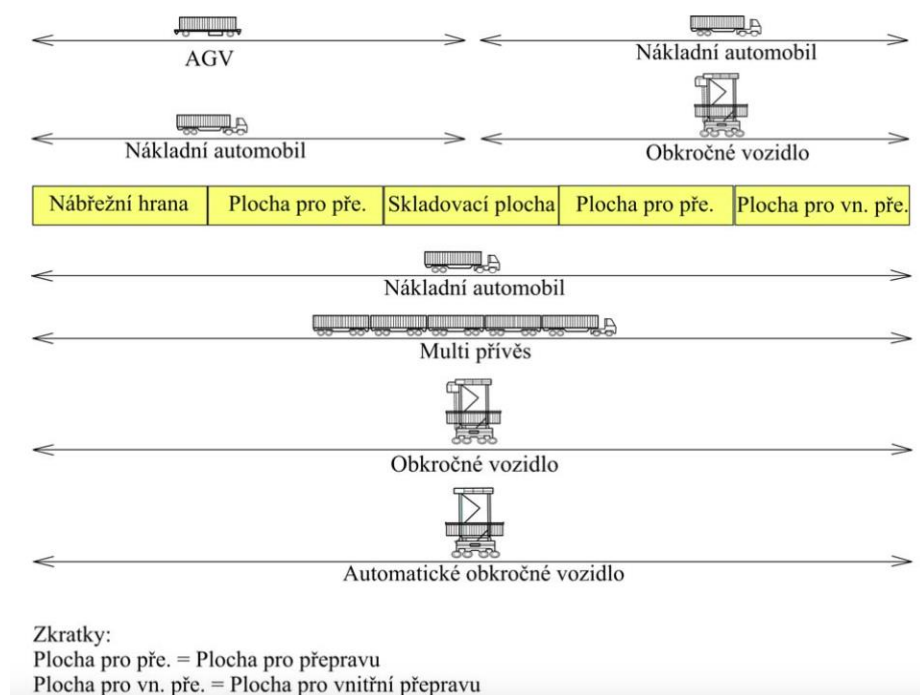 AGV
Nákladní automobil
Nákladní automobil
Obkročné vozidlo
Nábřežní hrana Plocha pro pře. Skladovací plocha Plocha pro pře. Plocha pro vn. pře.
Nákladní automobil
Multi přívěs
Obkročné vozidlo
Automatické obkročné vozidlo
Zkratky:
Plocha pro pře. = Plocha pro přepravu
Plocha pro vn. pře. = Plocha pro vnitřní přepravu